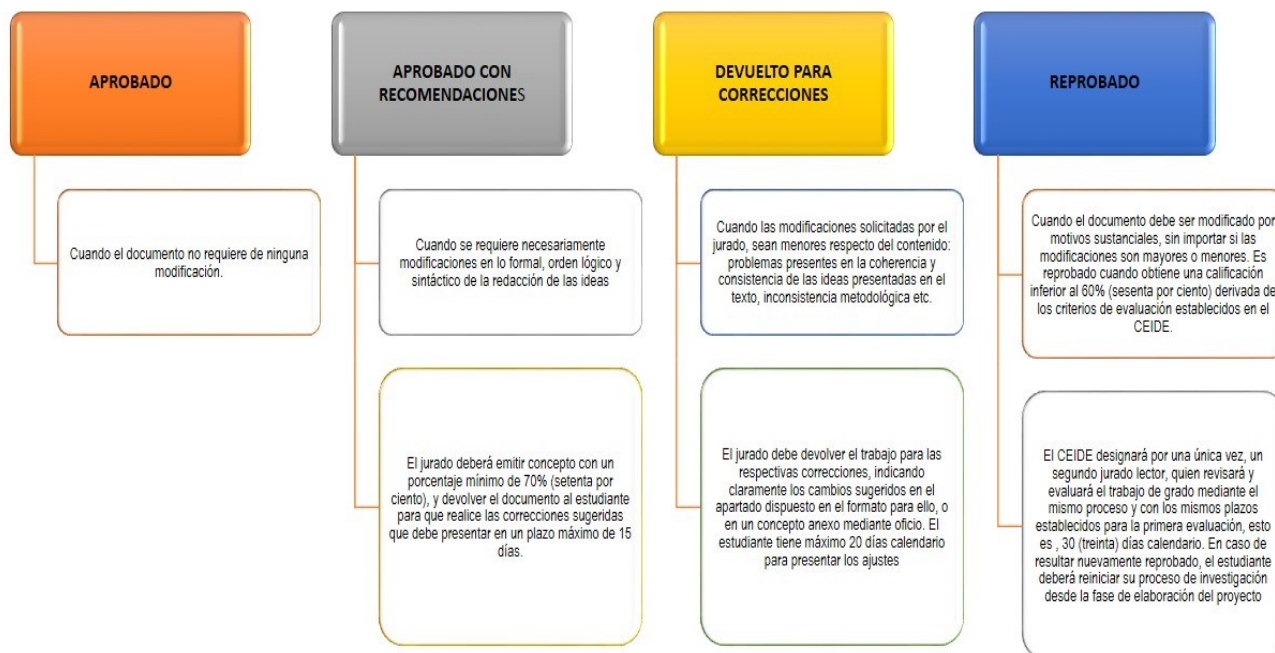 APROBADO
Cuando el documento no requiere de ninguna
modificación.
APROBADO CON
RECOMENDACIONES
Cuando se requiere necesariamente
modificaciones en lo formal, orden lógico y
sintáctico de la redacción de las ideas
El jurado deberá emitir concepto con un
porcentaje mínimo de 70% (setenta por
ciento), y devolver el documento al estudiante
para que realice las correcciones sugeridas
que debe presentar en un plazo máximo de 15
días.
DEVUELTO PARA
CORRECCIONES
Cuando las modificaciones solicitadas por el
jurado, sean menores respecto del contenido:
problemas presentes en la coherencia y
consistencia de las ideas presentadas en el
texto, inconsistencia metodológica etc.
El jurado debe devolver el trabajo para las
respectivas correcciones, indicando
claramente los cambios sugeridos en el
apartado dispuesto en el formato para ello, o
en un concepto anexo mediante oficio. El
estudiante tiene máximo 20 días calendario
para presentar los ajustes
REPROBADO
Cuando el documento debe ser modificado por
motivos sustanciales, sin importar si las
modificaciones son mayores o menores. Es
reprobado cuando obtiene una calificación
inferior al 60% (sesenta por ciento) derivada de
los criterios de evaluación establecidos en el
CEIDE.
El CEIDE designará por una única vez, un
segundo jurado lector, quien revisará y
evaluará el trabajo de grado mediante el
mismo proceso y con los mismos plazos
establecidos para la primera evaluación, esto
es , 30 (treinta) días calendario. En caso de
resultar nuevamente reprobado, el estudiante
deberá reiniciar su proceso de investigación
desde la fase de elaboración del proyecto